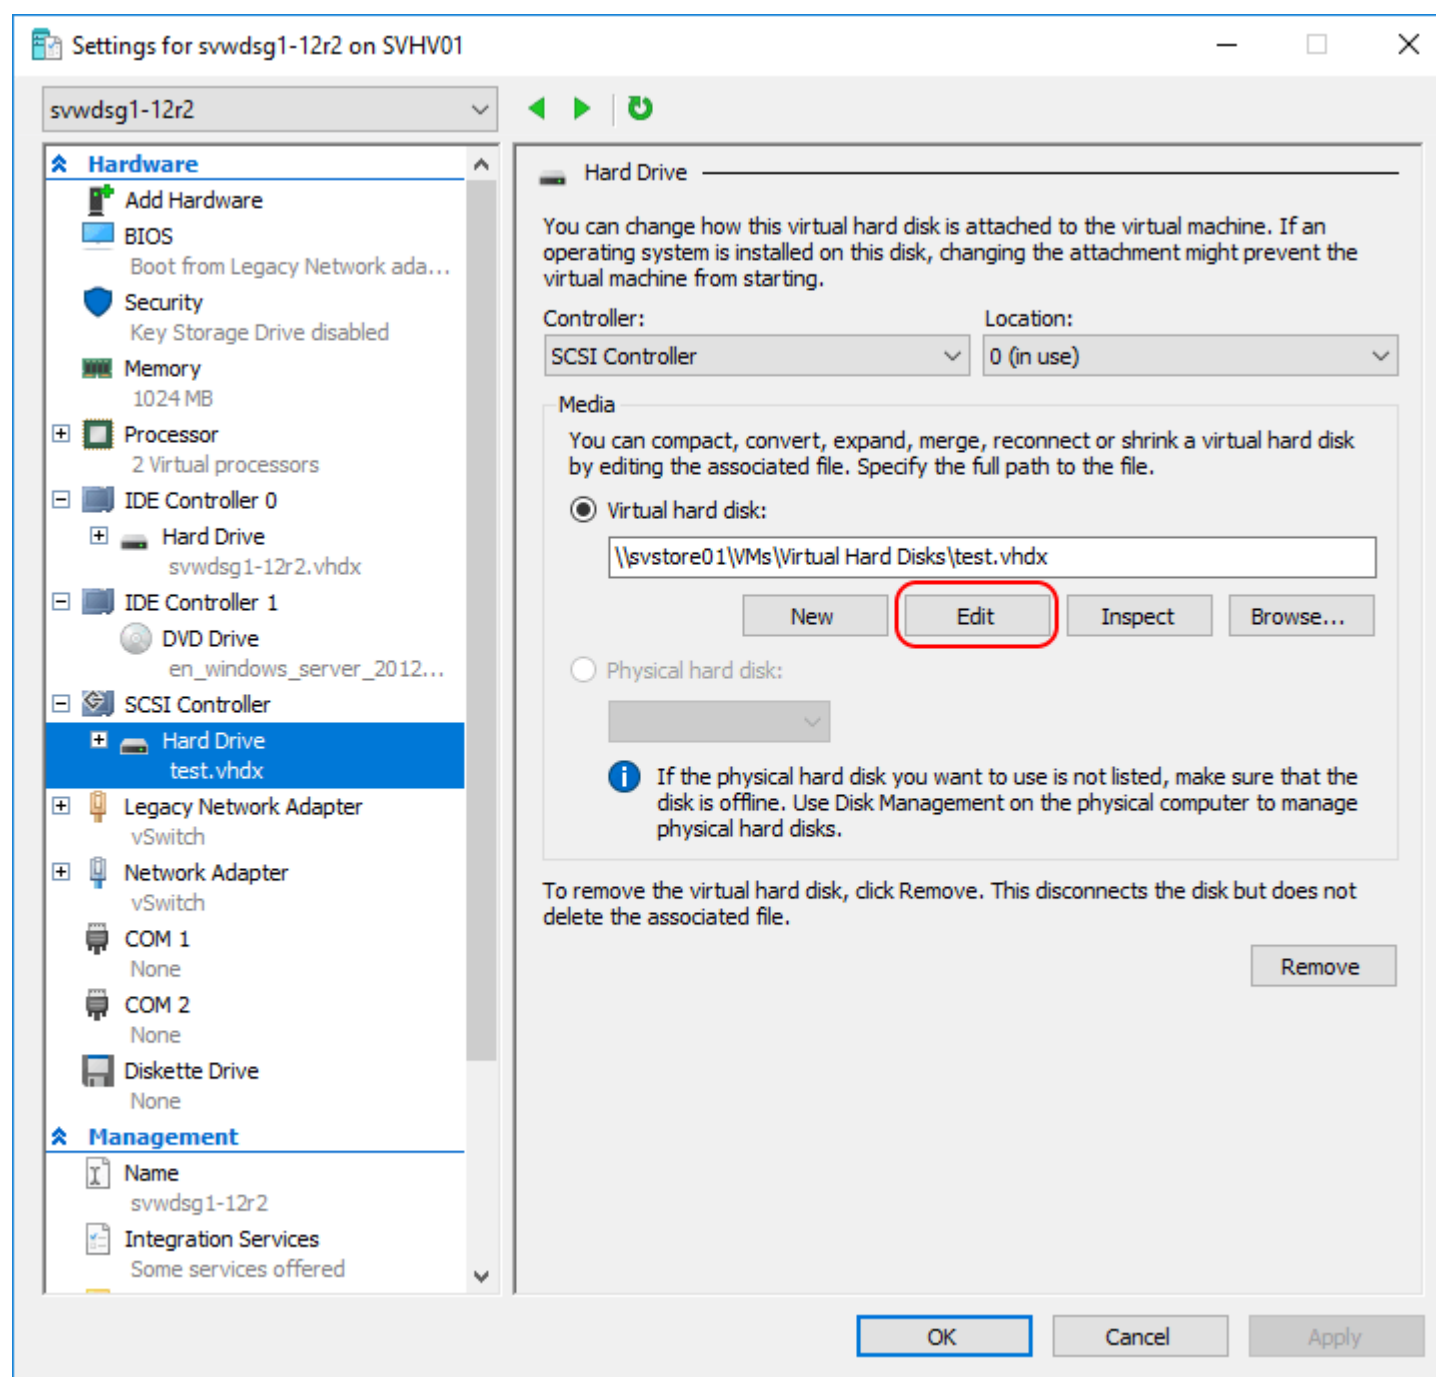 Settings for svwdsg1-12r2 on SVHV01
svwdsg1-12r2
Hardware
Add Hardware
BIOS
Boot from Legacy Network ada...
Security
Key Storage Drive disabled
Memory
1024 MB
Processor
2 Virtual processors
IDE Controller 0
Hard Drive
svwdsg1-12r2.vhdx
IDE Controller 1
DVD Drive
en_windows_server_2012...
SCSI Controller
Hard Drive
test.vhdx
Legacy Network Adapter
vSwitch
Network Adapter
vSwitch
COM 1
None
COM 2
None
Diskette Drive
None
Management
Name
svwdsg1-12r2
Integration Services
Some services offered
Hard Drive
You can change how this virtual hard disk is attached to the virtual machine. If an
operating system is installed on this disk, changing the attachment might prevent the
virtual machine from starting.
Controller:
Location:
SCSI Controller
0 (in use)
Media
You can compact, convert, expand, merge, reconnect or shrink a virtual hard disk
by editing the associated file. Specify the full path to the file.
Virtual hard disk:
\\svstore01\VMs\Virtual Hard Disks\test.vhdx
New
Edit
Inspect
Browse...
Physical hard disk:
If the physical hard disk you want to use is not listed, make sure that the
disk is offline. Use Disk Management on the physical computer to manage
physical hard disks.
To remove the virtual hard disk, click Remove. This disconnects the disk but does not
delete the associated file.
Remove
OK
Cancel
Apply